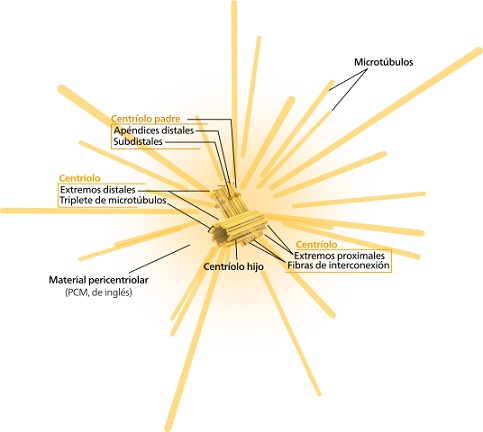 Microtúbulos
Centríolo padre
Apéndices distales
Subdistales
Centríolo
Extremos distales
Triplete de microtúbulos
Centríolo
Extremos proximales
Fibras de interconexión
Centríolo hijo
Material pericentriolar
(PCM, de inglés)